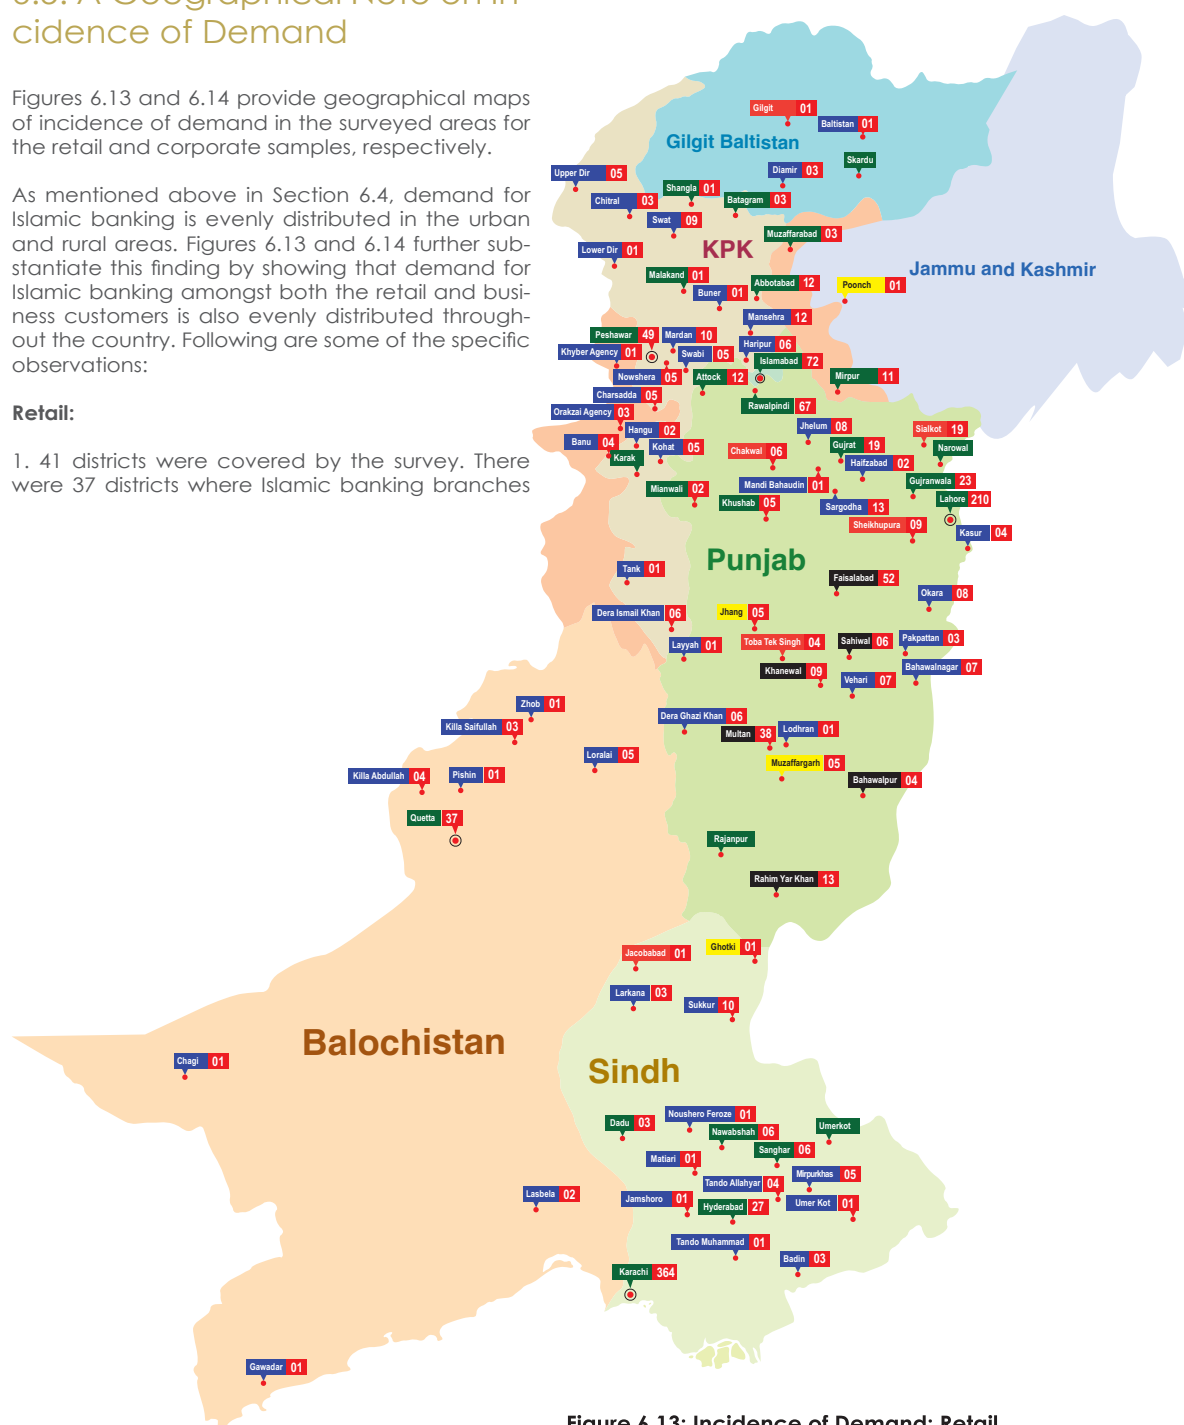 cidence of Demand
Figures 6.13 and 6.14 provide geographical maps
of incidence of demand in the surveyed areas for
the retail and corporate samples, respectively.
As mentioned above in Section 6.4, demand for
Islamic banking is evenly distributed in the urban
and rural areas. Figures 6.13 and 6.14 further sub-
stantiate this finding by showing that demand for
Islamic banking amongst both the retail and busi-
ness customers is also evenly distributed through-
out the country. Following are some of the specific
observations:
Retail:
1. 41 districts were covered by the survey. There
were 37 districts where Islamic banking branches
Gilgit 01
Baltistan 01
Gilgit Baltistan
Skardu
Diamir 03
Upper Dir 05
Shangla 01
Chitral 03
Batagram 03
Swat 09
Muzaffarabad 03
Lower Dir 01
KPK
Jammu and Kashmir
Malakand 01
Abbotabad 12
Poonch 01
Buner 01
Mansehra 12
Peshawar 49
Mardan 10
Haripur 06
Khyber Agency 01
Swabi 05
Islamabad 72
Nowshera 05
Attock 12
Mirpur 11
Charsadda 05
Rawalpindi 67
Orakzai Agency 03
Hangu 02
Jhelum 08
Sialkot 19
Banu 04
Kohat 05
Gujrat 19
Narowal
Karak
Chakwal 06
Haifzabad 02
Mianwali 02
Mandi Bahaudin 01
Gujranwala 23
Khushab 05
Sargodha 13
Lahore 210
Sheikhupura 09
Kasur 04
Punjab
Tank 01
Faisalabad 52
Okara 08
Dera Ismail Khan 06
Jhang 05
Layyah 01
Toba Tek Singh 04
Sahiwal 06
Pakpattan 03
Khanewal 09
Vehari 07
Bahawalnagar 07
Zhob 01
Killa Saifullah 03
Dera Ghazi Khan 06
Multan 38
Lodhran 01
Loralai 05
Muzaffargarh 05
Killa Abdullah 04
Pishin 01
Bahawalpur 04
Quetta 37
Rajanpur
Rahim Yar Khan 13
Jacobabad 01
Ghotki 01
Larkana 03
Sukkur 10
Balochistan
Chagi 01
Sindh
Dadu 03
Noushero Feroze 01
Nawabshah 06
Umerkot
Sanghar 06
Matiari 01
Mirpurkhas 05
Tando Allahyar 04
Lasbela 02
Jamshoro 01
Hyderabad 27
Umer Kot 01
Tando Muhammad 01
Badin 03
Karachi 364
Gawadar 01
Figure 6.13: Incidence of Demand: Retail